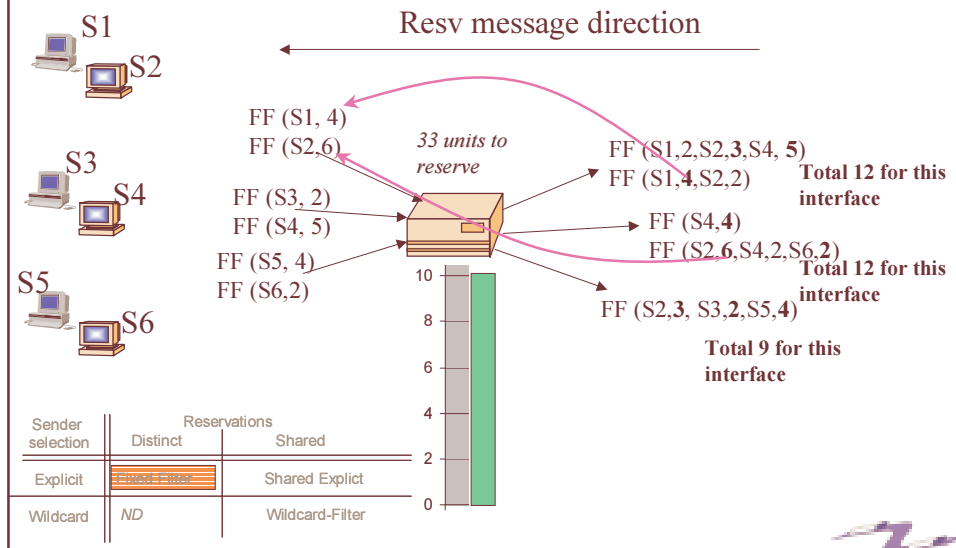 Resv message direction
S1
S2
S3
S4
S5
S6
FF (S1, 4)
FF (S2,6)
FF (S3, 2)
FF (S4, 5)
FF (S5, 4)
FF (S6,2)
33 units to
reserve
FF (S1,2,S2,3,S4, 5)
FF (S1,4,S2,2)
Total 12 for this
interface
FF (S4,4)
FF (S2,6,S4,2,S6,2)
Total 12 for this
interface
FF (S2,3, S3,2,S5,4)
Total 9 for this
interface
10
8
6
4
2
0
Sender
selection
Reservations
Distinct
Shared
Explicit
Fixed-Filter
Shared Explict
Wildcard
ND
Wildcard-Filter